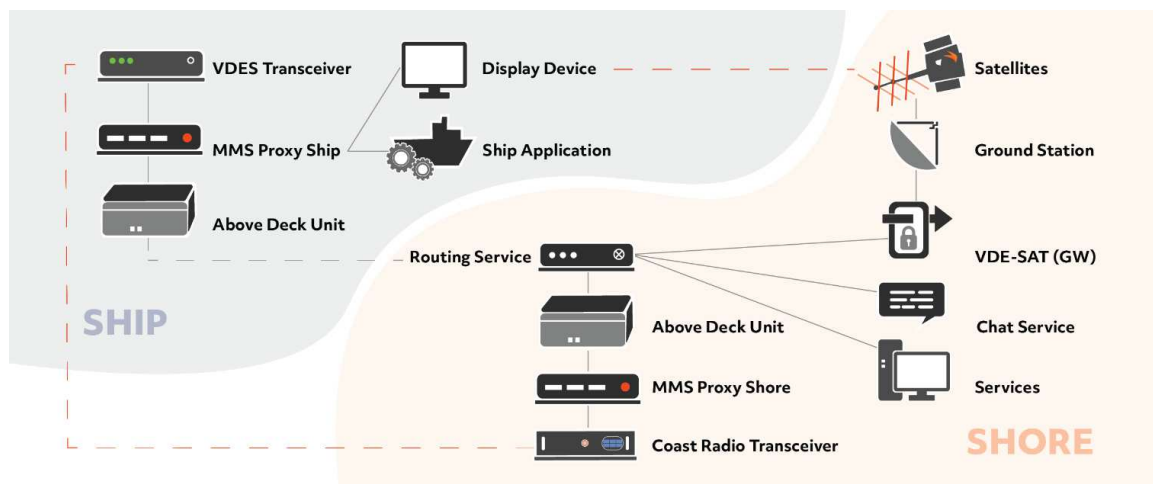 VDES Transceiver
Display Device
Satellites
MMS Proxy Ship
Ship Application
Ground Station
Above Deck Unit
Routing Service
VDE-SAT (GW)
SHIP
Above Deck Unit
Chat Service
MMS Proxy Shore
Services
Coast Radio Transceiver
SHORE